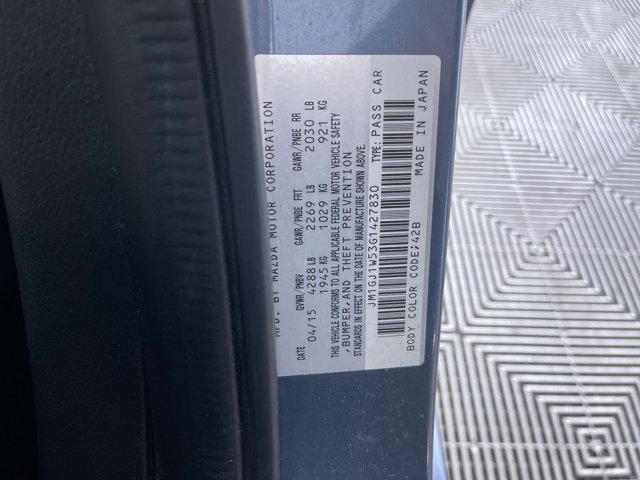 MFD. BY MAZDA MOTOR CORPORATION
DATE GVWR/PNBV GAWR/PNBE FRT GAWR/PNBE RR
04/15 4288 LB 2269 LB 2030 LB
1945 KG 1029 KG 921 KG
THIS VEHICLE CONFORMS TO ALL APPLICABLE FEDERAL MOTOR VEHICLE SAFETY
,BUMPER,AND THEFT PREVENTION
STANDARDS IN EFFECT ON THE DATE OF MANUFACTURE SHOWN ABOVE.
JM1GJ1W53G1427830 TYPE: PASS CAR
BODY COLOR CODE:42B MADE IN JAPAN